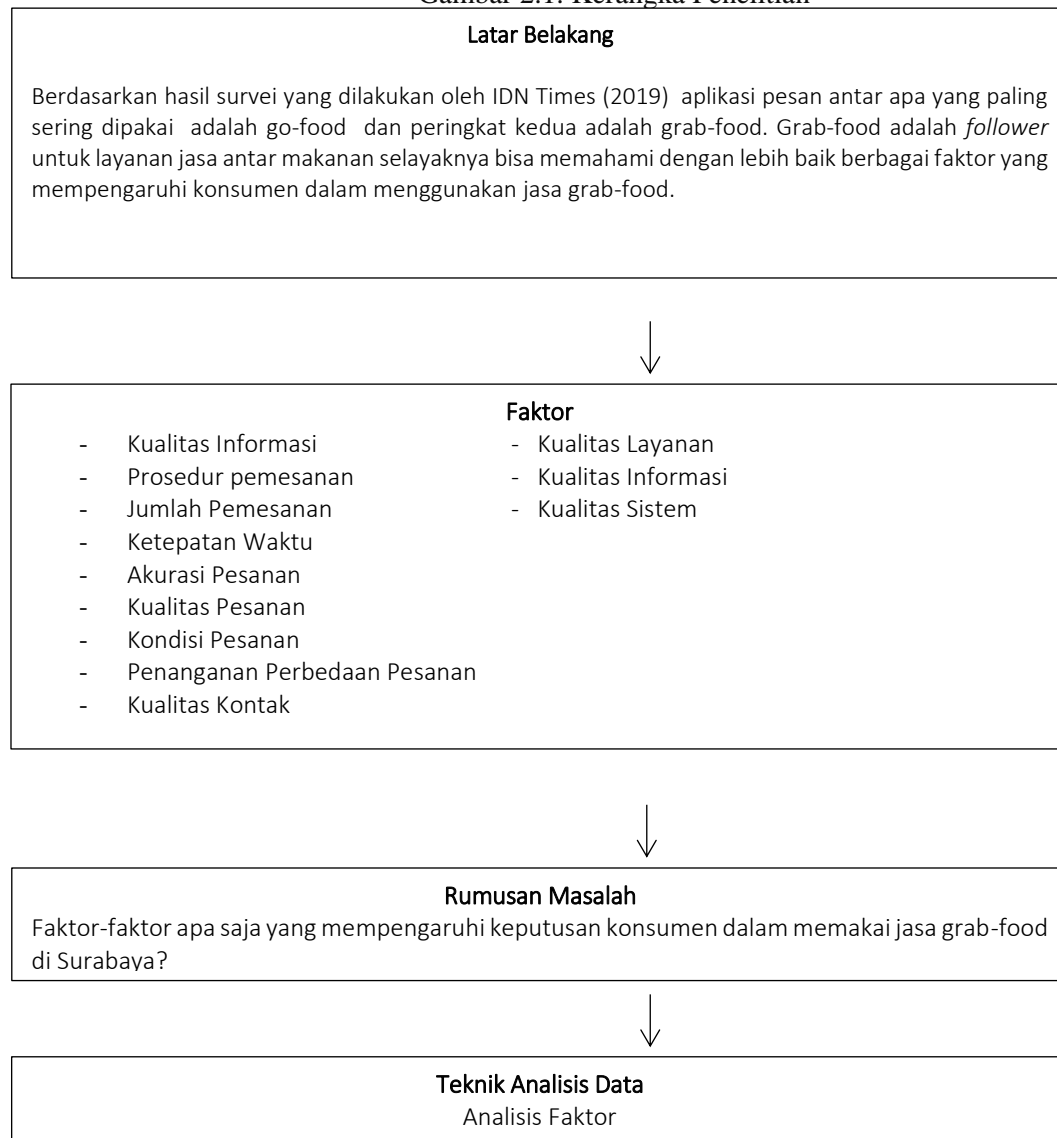 Gambar 2.1. Kerangka Penelitian
Latar Belakang
Berdasarkan hasil survei yang dilakukan oleh IDN Times (2019) aplikasi pesan antar apa yang paling
sering dipakai adalah go-food dan peringkat kedua adalah grab-food. Grab-food adalah follower
untuk layanan jasa antar makanan selayaknya bisa memahami dengan lebih baik berbagai faktor yang
mempengaruhi konsumen dalam menggunakan jasa grab-food.
Faktor
- Kualitas Informasi
- Prosedur pemesanan
- Jumlah Pemesanan
- Ketepatan Waktu
- Akurasi Pesanan
- Kualitas Pesanan
- Kondisi Pesanan
- Penanganan Perbedaan Pesanan
- Kualitas Kontak
- Kualitas Layanan
- Kualitas Informasi
- Kualitas Sistem
Rumusan Masalah
Faktor-faktor apa saja yang mempengaruhi keputusan konsumen dalam memakai jasa grab-food
di Surabaya?
Teknik Analisis Data
Analisis Faktor